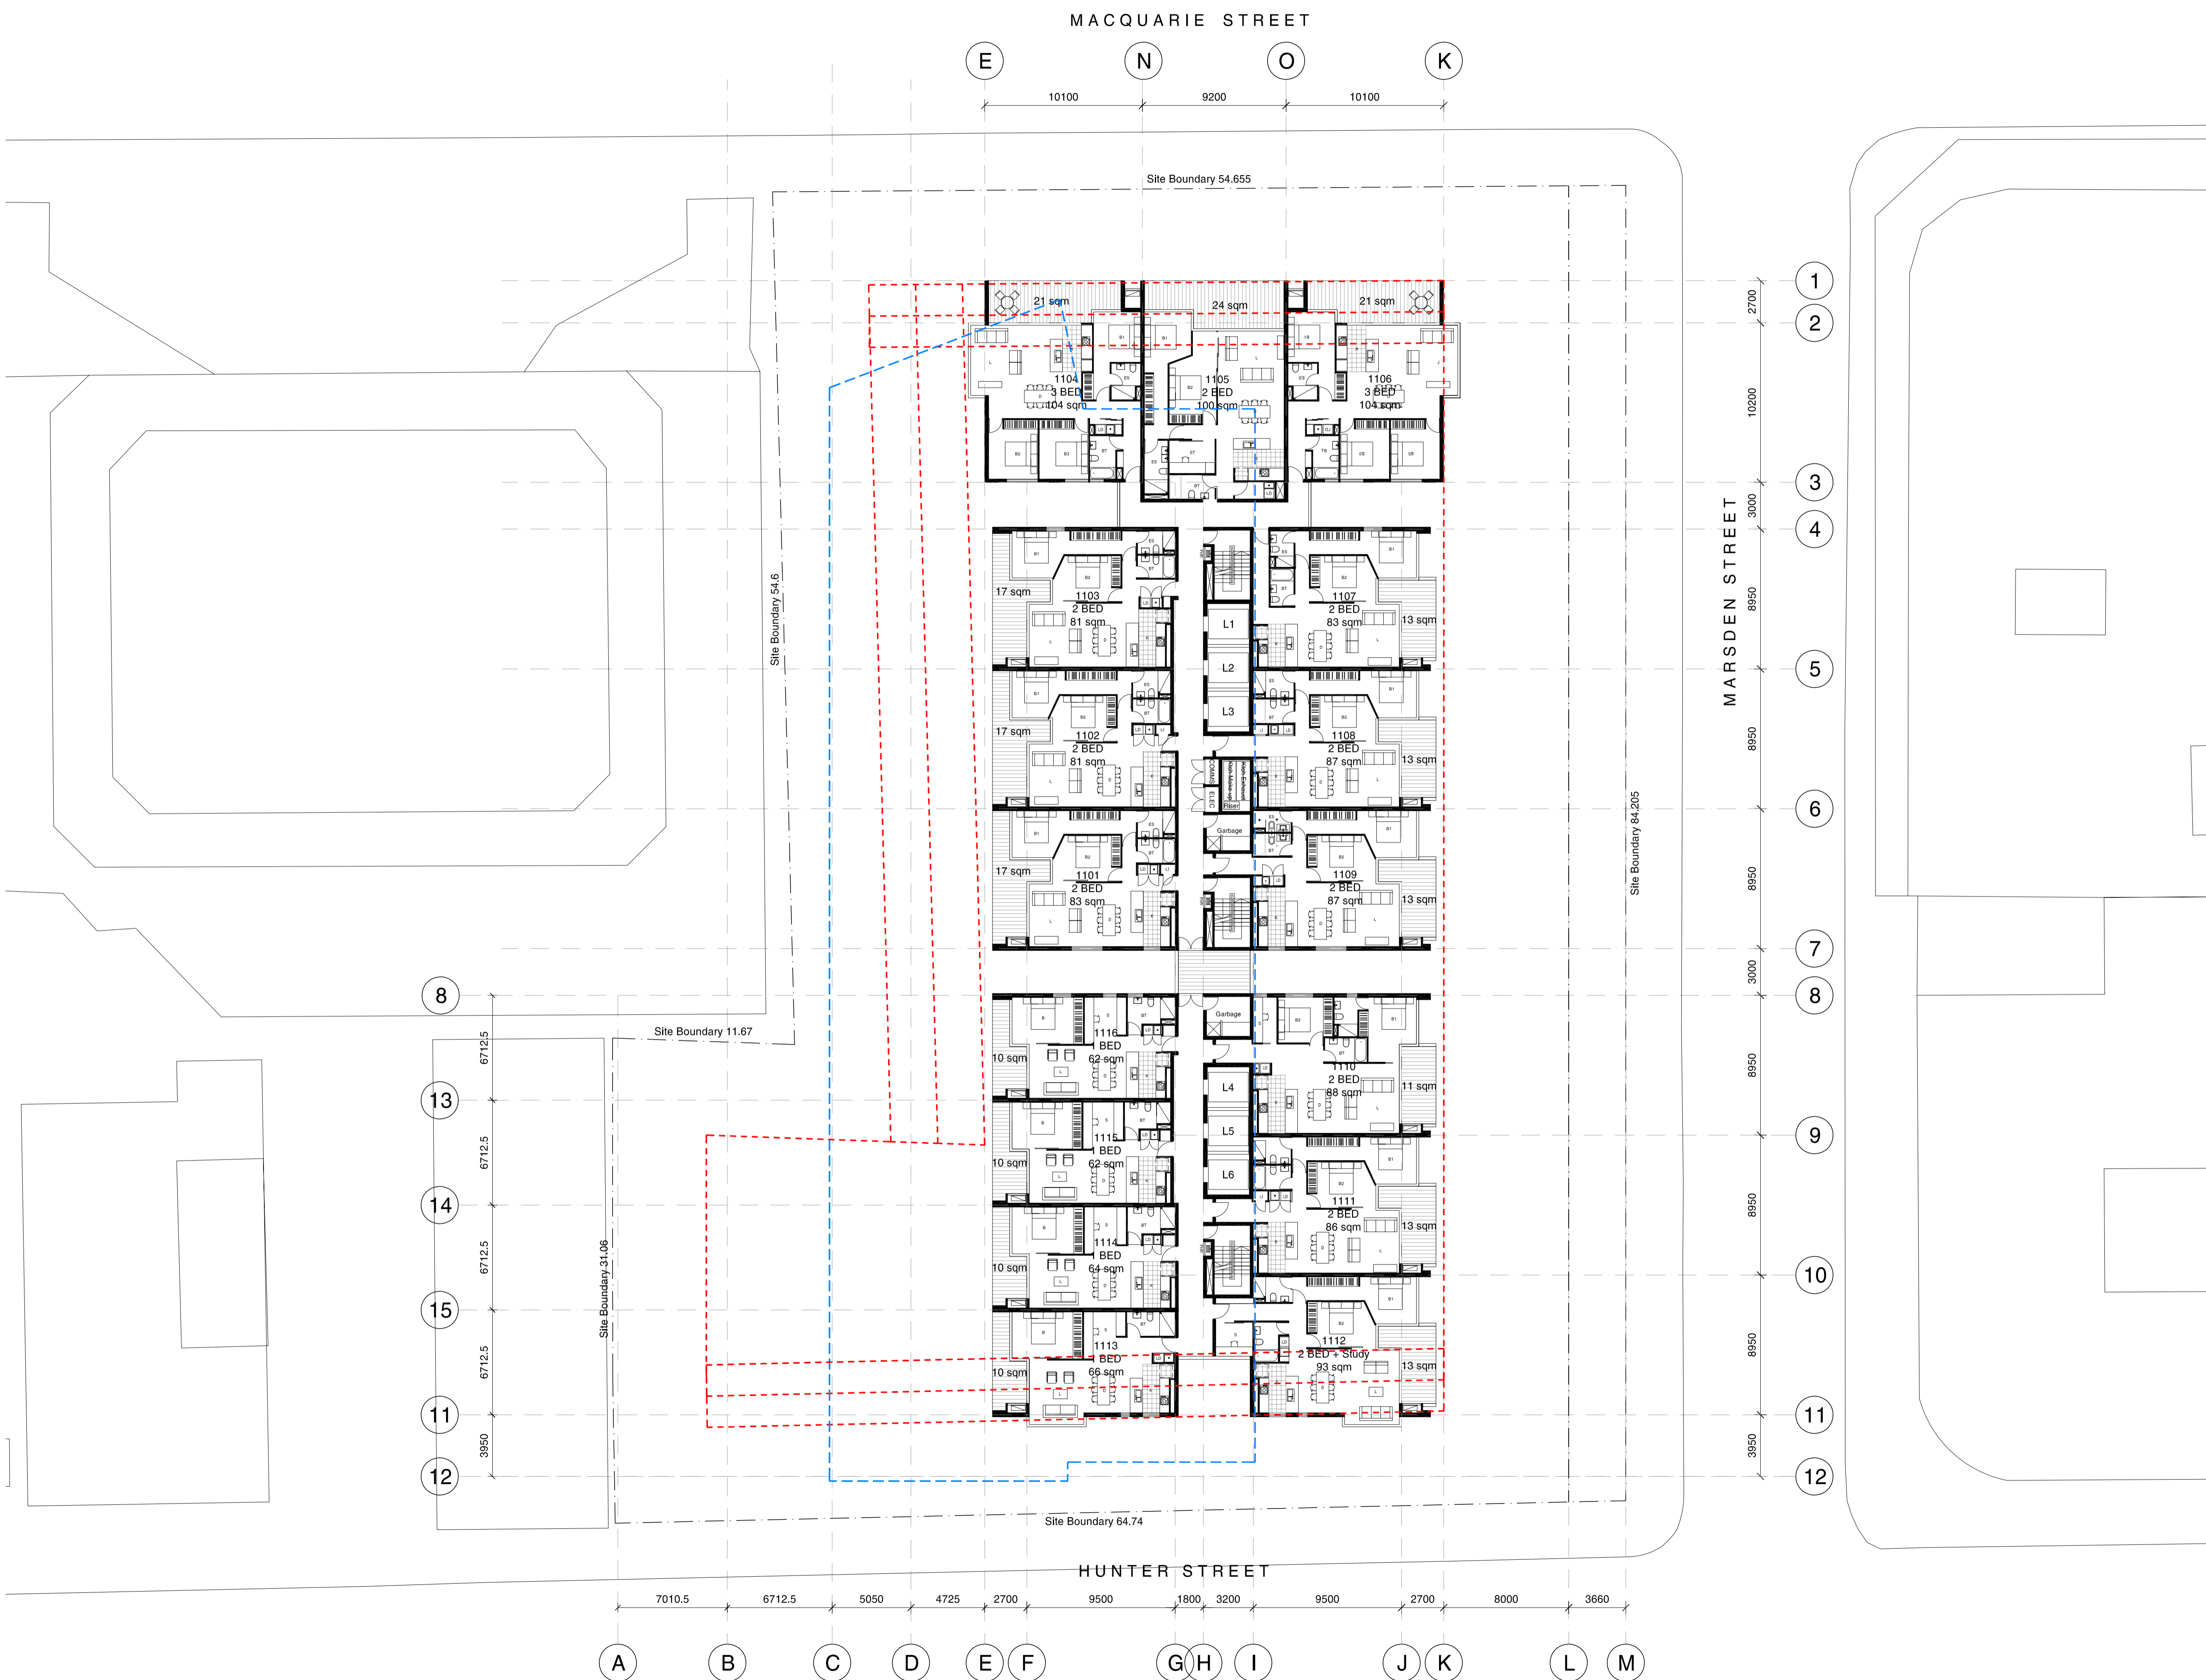 MACQUARIE STREET
E
N
O
K
10100
9200
10100
Site Boundary 54.655
1
2700
2
21 sqm
24 sqm
21 sqm
10200
1104
3 BED
104 sqm
1105
2 BED
100 sqm
1106
3 BED
104 sqm
3
3000
4
MARSDEN STREET
Site Boundary 54.6
17 sqm
1103
2 BED
81 sqm
L1
L2
L3
1107
2 BED
83 sqm
13 sqm
8950
5
17 sqm
1102
2 BED
81 sqm
1108
2 BED
87 sqm
13 sqm
8950
COMMS
ELEC
Riser
6
Garbage
17 sqm
1101
2 BED
83 sqm
1109
2 BED
87 sqm
13 sqm
8950
Site Boundary 84.205
7
3000
8
8
Site Boundary 11.67
6712.5
Garbage
10 sqm
1116
1 BED
62 sqm
1110
2 BED
88 sqm
11 sqm
8950
L4
L5
L6
13
9
6712.5
10 sqm
1115
1 BED
62 sqm
1111
2 BED
86 sqm
13 sqm
8950
14
10
6712.5
Site Boundary 31.06
10 sqm
1114
1 BED
64 sqm
15
6712.5
10 sqm
1113
1 BED
66 sqm
1112
2 BED + Study
93 sqm
13 sqm
8950
11
11
3950
3950
12
12
Site Boundary 64.74
HUNTER STREET
7010.5
6712.5
5050
4725
2700
9500
1800
3200
9500
2700
8000
3660
A
B
C
D
E
F
G
H
I
J
K
L
M